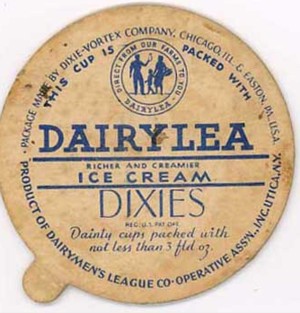 PACKAGE MADE BY DIXIE-VORTEX COMPANY, CHICAGO, ILL. & EASTON, PA., U.S.A.
THIS CUP IS PACKED WITH
DIRECT FROM OUR FARMS TO YOU
DAIRYLEA
DAIRYLEA
RICHER AND CREAMIER
ICE CREAM
DIXIES
REG. U.S. PAT. OFF.
Dainty cups packed with
not less than 3 fld oz.
PRODUCT OF DAIRYMEN'S LEAGUE CO-OPERATIVE ASS'N., INC. UTICA, N.Y.